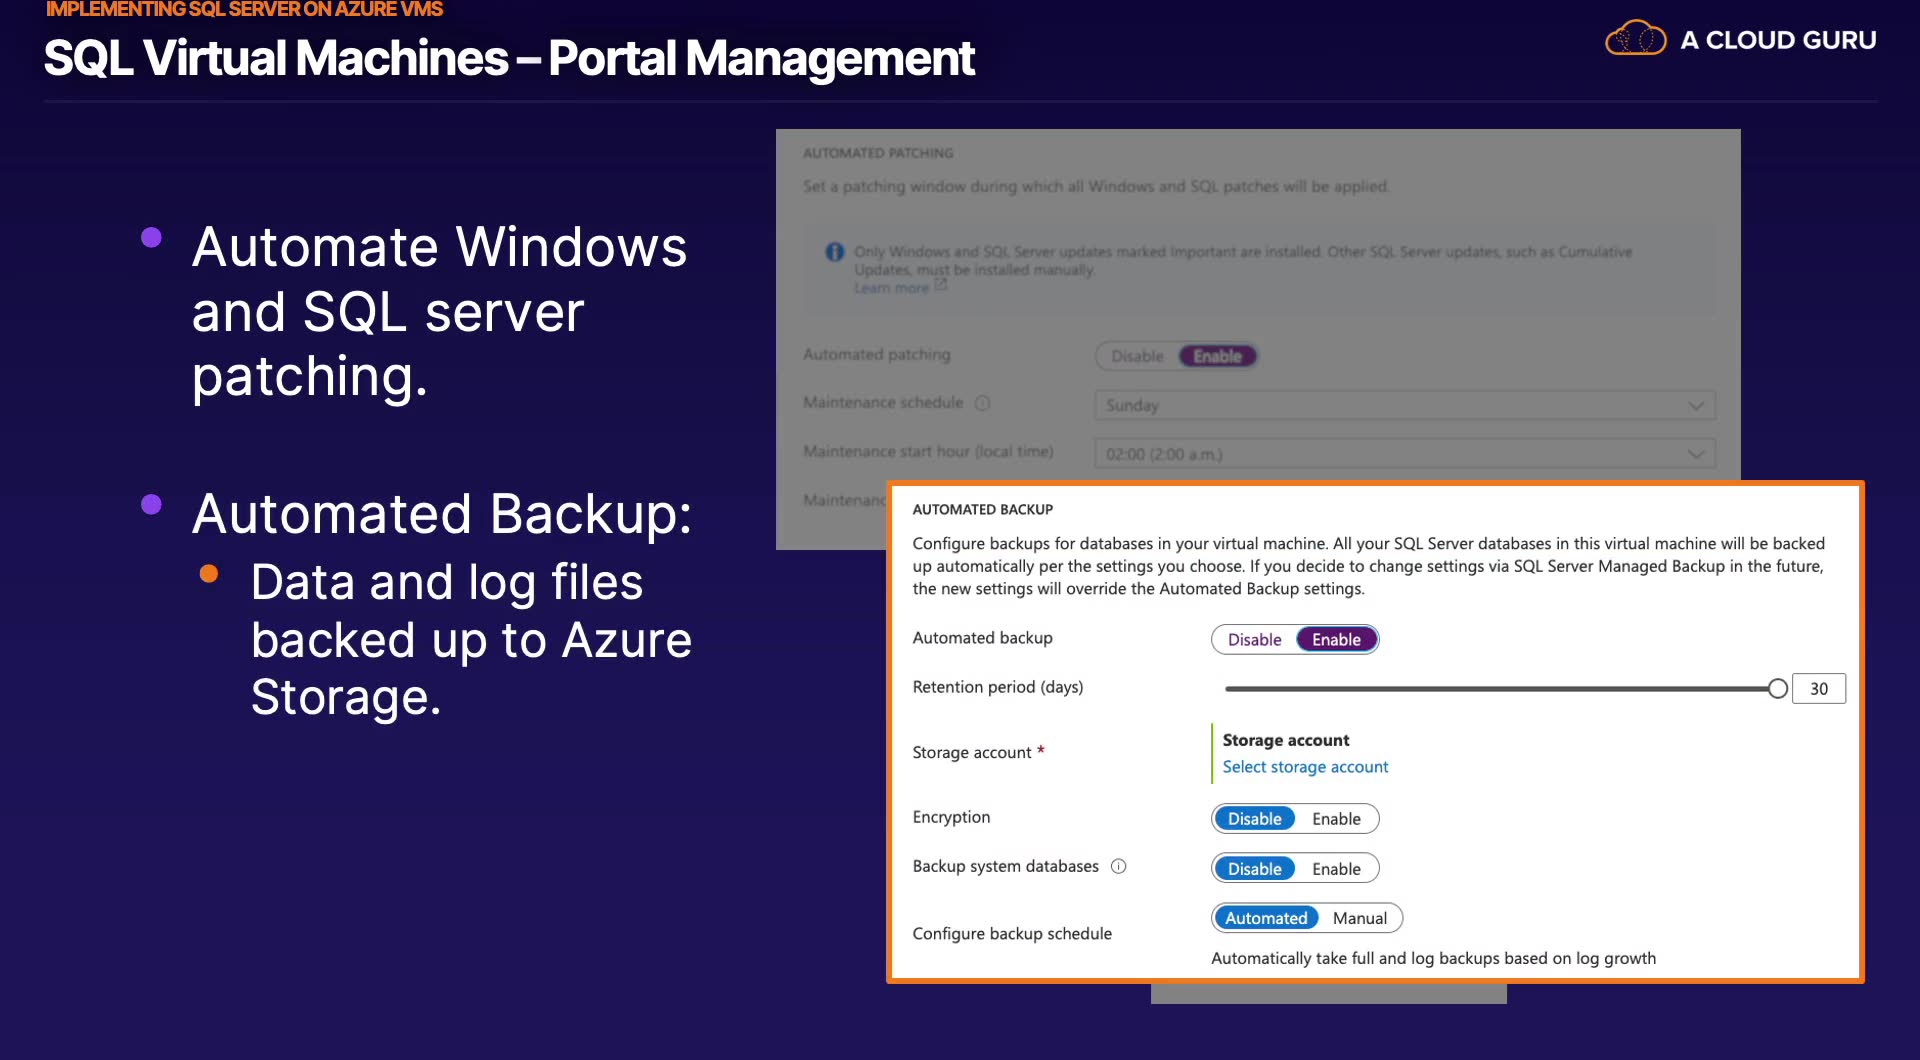 IMPLEMENTING SQL SERVER ON AZURE VMS
SQL Virtual Machines – Portal Management
A CLOUD GURU
Automate Windows
and SQL server
patching.
Automated Backup:
Data and log files
backed up to Azure
Storage.
AUTOMATED PATCHING
Set a patching window during which all Windows and SQL patches will be applied.
Only Windows and SQL Server updates marked Important are installed. Other SQL Server updates, such as Cumulative
Updates, must be installed manually.
Learn more
Automated patching
Disable Enable
Maintenance schedule
Sunday
Maintenance start hour (local time)
02:00 (2:00 a.m.)
AUTOMATED BACKUP
Configure backups for databases in your virtual machine. All your SQL Server databases in this virtual machine will be backed
up automatically per the settings you choose. If you decide to change settings via SQL Server Managed Backup in the future,
the new settings will override the Automated Backup settings.
Automated backup
Disable Enable
Retention period (days)
30
Storage account *
Storage account
Select storage account
Encryption
Disable Enable
Backup system databases
Disable Enable
Configure backup schedule
Automated Manual
Automatically take full and log backups based on log growth